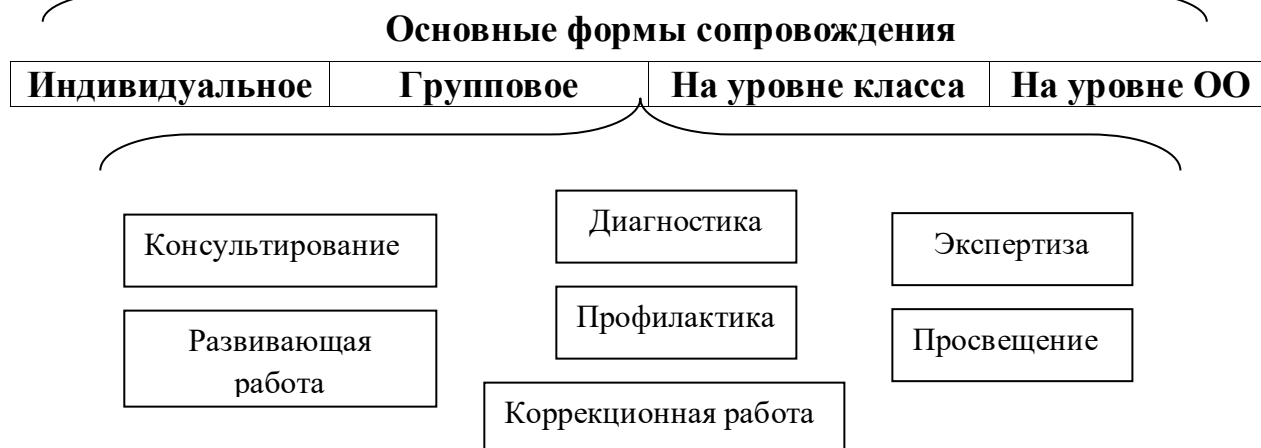 Основные формы сопровождения
Индивидуальное Групповое На уровне класса На уровне ОО
Консультирование
Диагностика
Экспертиза
Развивающая
работа
Профилактика
Просвещение
Коррекционная работа